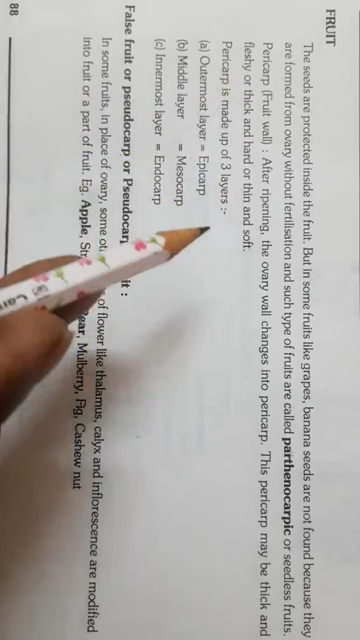 FRUIT
The seeds are protected inside the fruit. But in some fruits like grapes, banana seeds are not found because they
are formed from ovary without fertilisation and such type of fruits are called parthenocarpic or seedless fruits.
Pericarp (Fruit wall) : After ripening, the ovary wall changes into pericarp. This pericarp may be thick and
fleshy or thick and hard or thin and soft.
Pericarp is made up of 3 layers :-
(a) Outermost layer = Epicarp
(b) Middle layer = Mesocarp
(c) Innermost layer = Endocarp
False fruit or pseudocarp or Pseudocar it :
In some fruits, in place of ovary, some of flower like thalamus, calyx and inflorescence are modified
into fruit or a part of fruit. Eg. Apple, Str Pear, Mulberry, Fig, Cashew nut
88